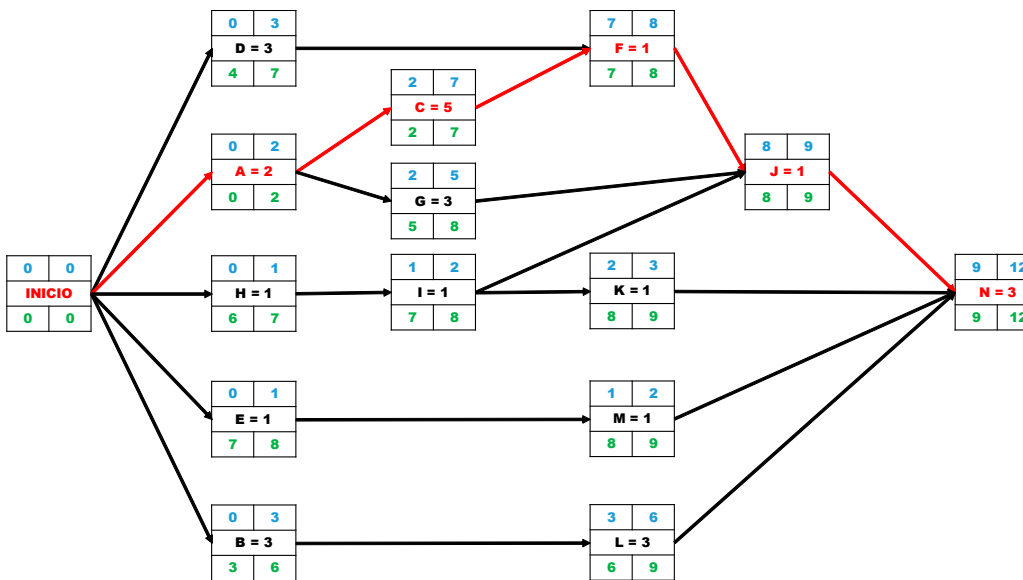 0 3
D = 3
4 7
7 8
F = 1
7 8
2 7
C = 5
2 7
0 2
A = 2
0 2
8 9
J = 1
8 9
2 5
G = 3
5 8
0 0
INICIO
0 0
0 1
H = 1
6 7
1 2
I = 1
7 8
2 3
K = 1
8 9
9 12
N = 3
9 12
0 1
E = 1
7 8
1 2
M = 1
8 9
0 3
B = 3
3 6
3 6
L = 3
6 9